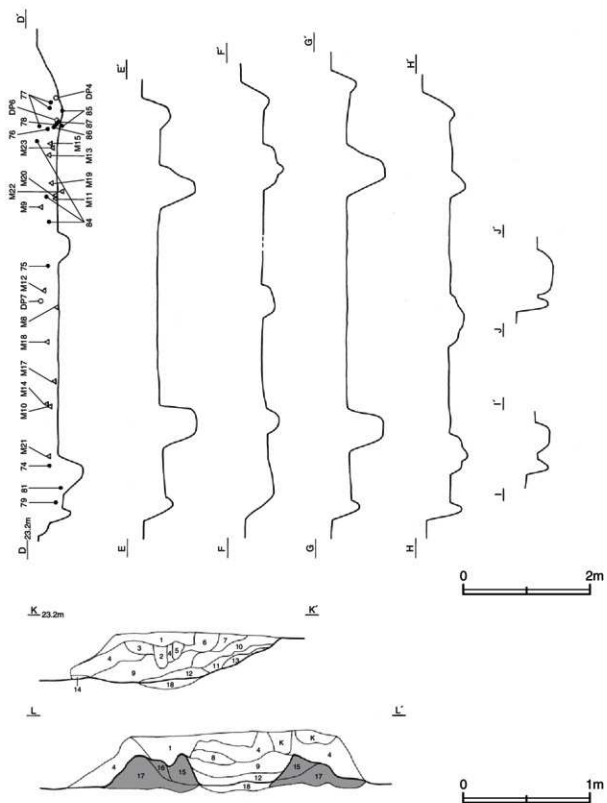 D´
77
DP4
DP6
78
85
76
87
86
M23
M15
M13
M20
M19
M22
M11
M9
84
75
M12
DP7
M8
M18
M17
M14
M10
M21
74
81
79
D 23.2m
E´
E
F´
F
G´
G
H´
H
J´
J
I´
I
0 2m
K 23.2m K´
1
6
7
3
4
5
10
4
2
11
13
9
12
18
14
L L´
1
4
K
K
4
4
8
9
16
15
15
17
12
17
18
0 1m